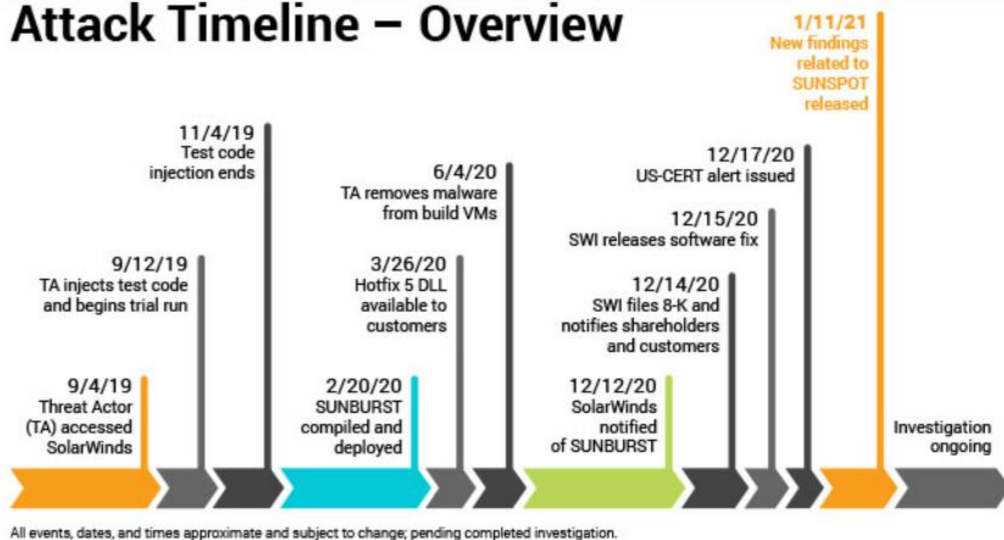 Attack Timeline – Overview
9/4/19
Threat Actor
(TA) accessed
SolarWinds
9/12/19
TA injects test code
and begins trial run
11/4/19
Test code
injection ends
2/20/20
SUNBURST
compiled and
deployed
3/26/20
Hotfix 5 DLL
available to
customers
6/4/20
TA removes malware
from build VMs
12/12/20
SolarWinds
notified
of SUNBURST
12/14/20
SWI files 8-K and
notifies shareholders
and customers
12/15/20
SWI releases software fix
12/17/20
US-CERT alert issued
1/11/21
New findings
related to
SUNSPOT
released
Investigation
ongoing
All events, dates, and times approximate and subject to change; pending completed investigation.